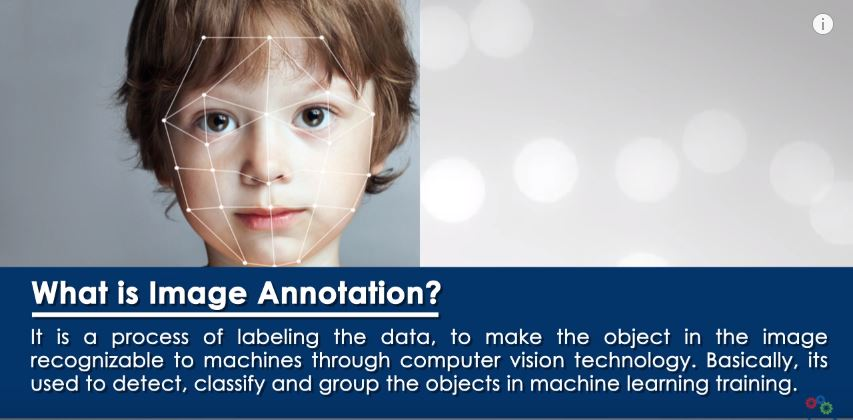 What is Image Annotation?
It is a process of labeling the data, to make the object in the image
recognizable to machines through computer vision technology. Basically, its
used to detect, classify and group the objects in machine learning training.
i